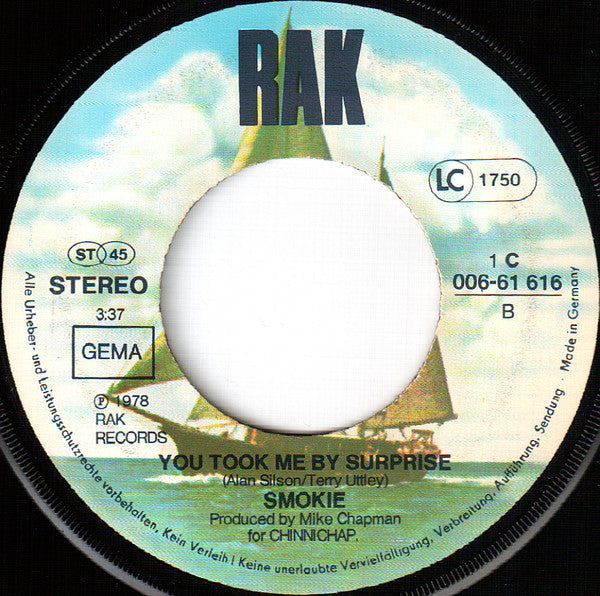 RAK
LC 1750
ST 45
STEREO
3:37
GEMA
℗ 1978
RAK
RECORDS
1 C
006-61 616
B
YOU TOOK ME BY SURPRISE
(Alan Silson/Terry Uttley)
SMOKIE
Produced by Mike Chapman
for CHINNICHAP.
Alle Urheber- und Leistungsschutzrechte vorbehalten, Kein Verleih! Keine unerlaubte Vervielfältigung, Verbreitung, Aufführung, Sendung · Made in Germany